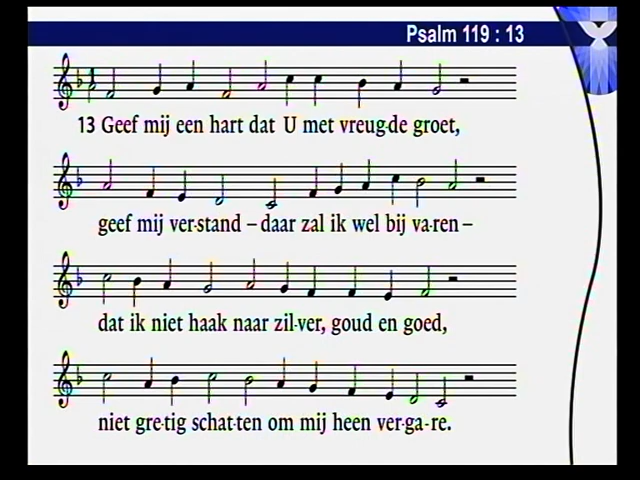 Psalm 119 : 13
13 Geef mij een hart dat U met vreug-de groet,
geef mij ver-stand – daar zal ik wel bij va-ren –
dat ik niet haak naar zil-ver, goud en goed,
niet gre-tig schat-ten om mij heen ver-ga-re.